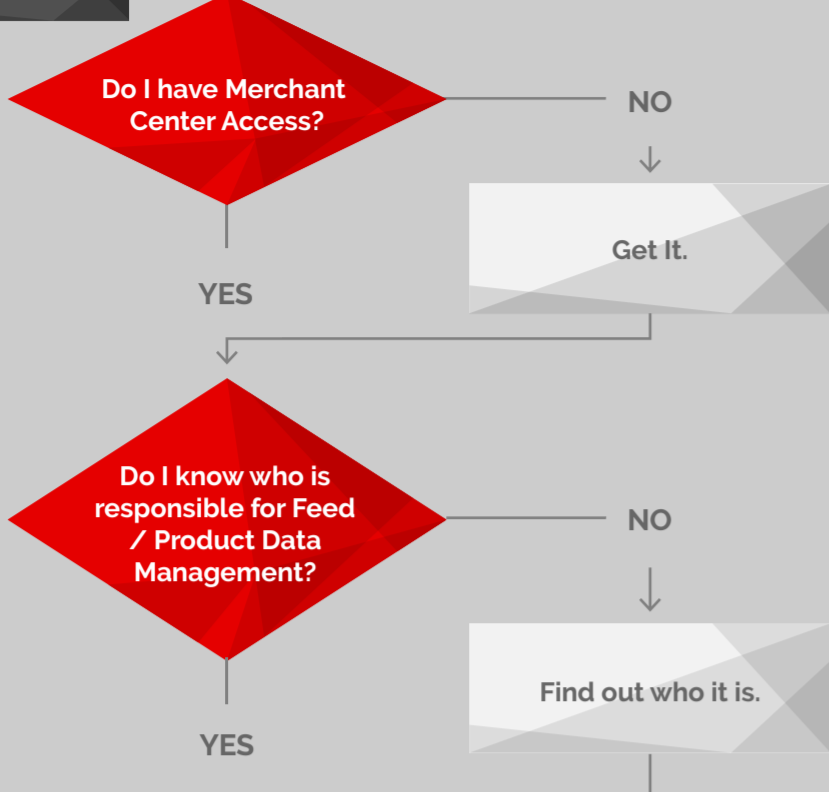 Do I have Merchant
Center Access?
NO
Get It.
YES
Do I know who is
responsible for Feed
/ Product Data
Management?
NO
Find out who it is.
YES